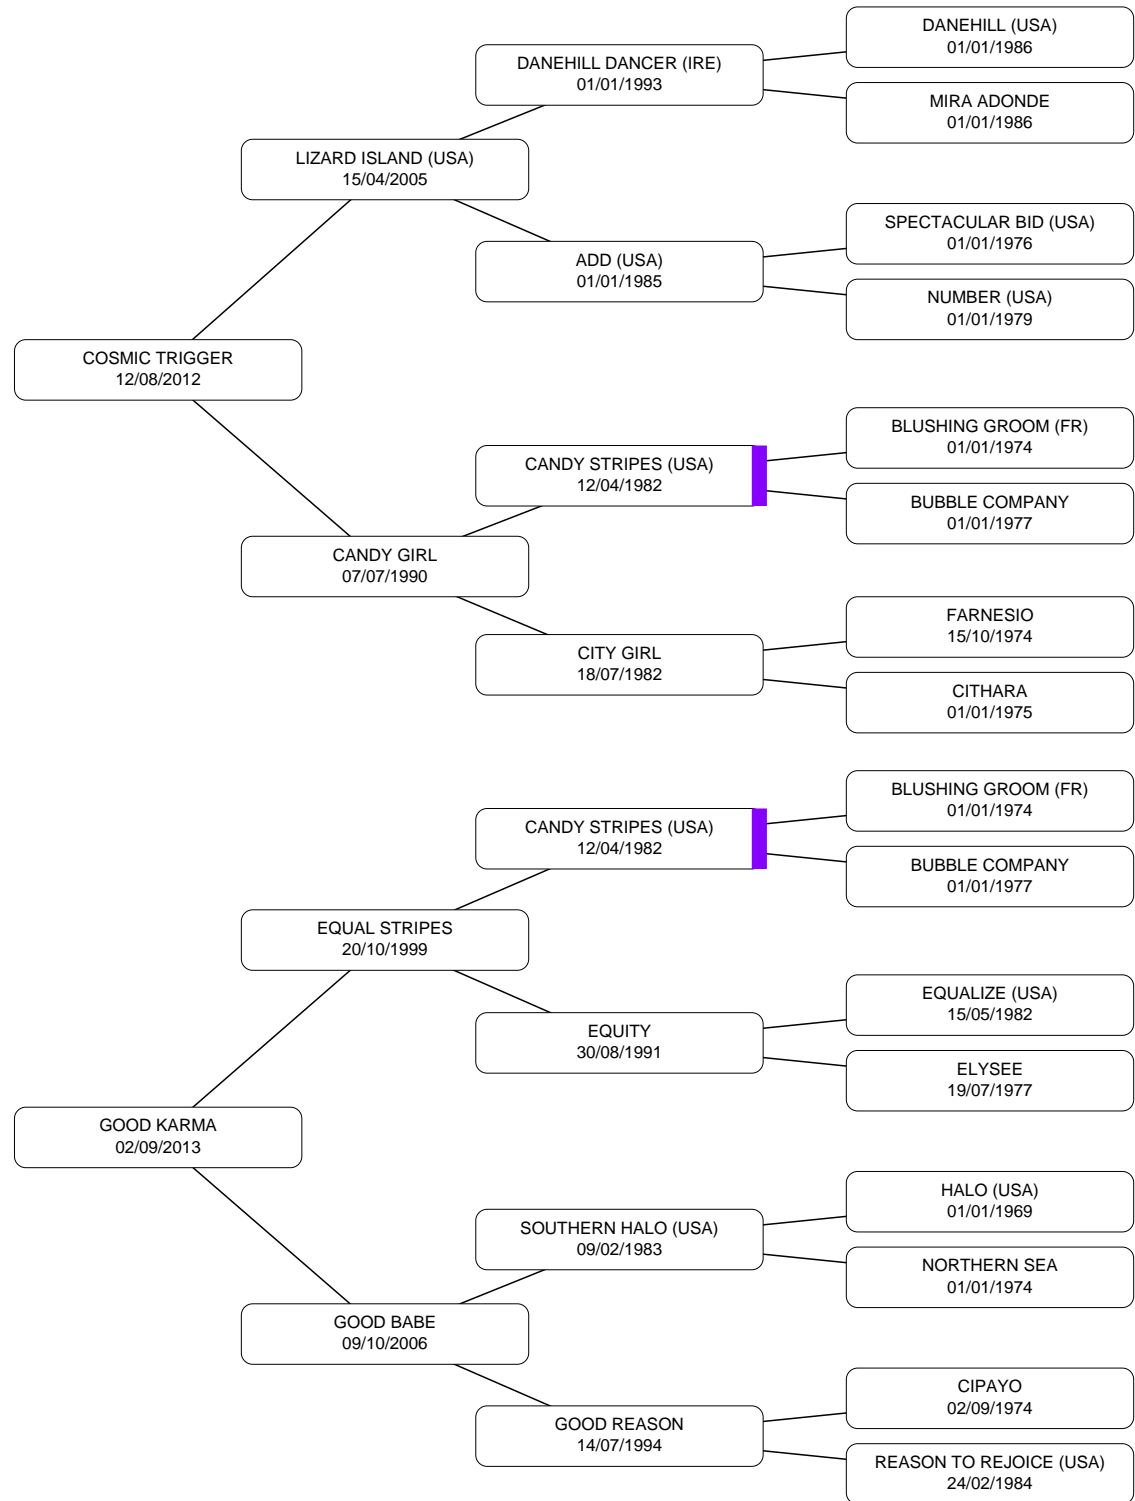 DANEHILL (USA)
01/01/1986
DANEHILL DANCER (IRE)
01/01/1993
MIRA ADONDE
01/01/1986
LIZARD ISLAND (USA)
15/04/2005
SPECTACULAR BID (USA)
01/01/1976
ADD (USA)
01/01/1985
NUMBER (USA)
01/01/1979
COSMIC TRIGGER
12/08/2012
BLUSHING GROOM (FR)
01/01/1974
CANDY STRIPES (USA)
12/04/1982
BUBBLE COMPANY
01/01/1977
CANDY GIRL
07/07/1990
FARNESIO
15/10/1974
CITY GIRL
18/07/1982
CITHARA
01/01/1975
BLUSHING GROOM (FR)
01/01/1974
CANDY STRIPES (USA)
12/04/1982
BUBBLE COMPANY
01/01/1977
EQUAL STRIPES
20/10/1999
EQUALIZE (USA)
15/05/1982
EQUITY
30/08/1991
ELYSEE
19/07/1977
GOOD KARMA
02/09/2013
HALO (USA)
01/01/1969
SOUTHERN HALO (USA)
09/02/1983
NORTHERN SEA
01/01/1974
GOOD BABE
09/10/2006
CIPAYO
02/09/1974
GOOD REASON
14/07/1994
REASON TO REJOICE (USA)
24/02/1984